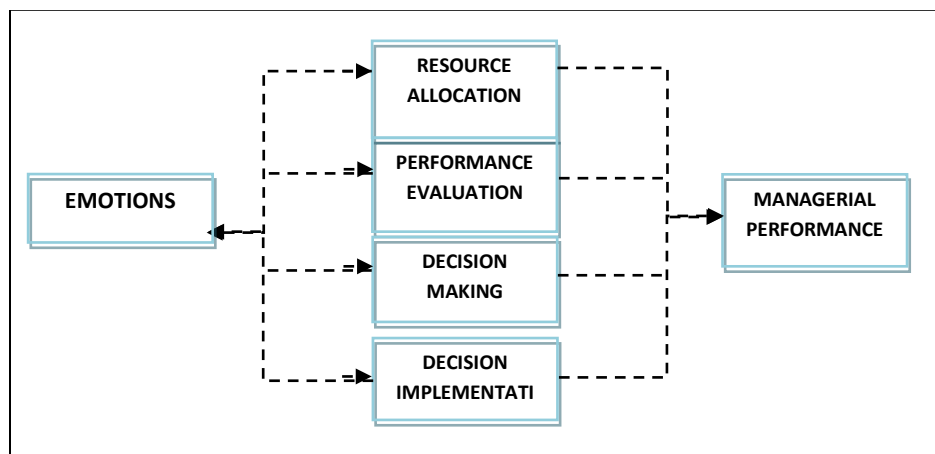 RESOURCE
ALLOCATION
PERFORMANCE
EVALUATION
EMOTIONS
MANAGERIAL
PERFORMANCE
DECISION
MAKING
DECISION
IMPLEMENTATI